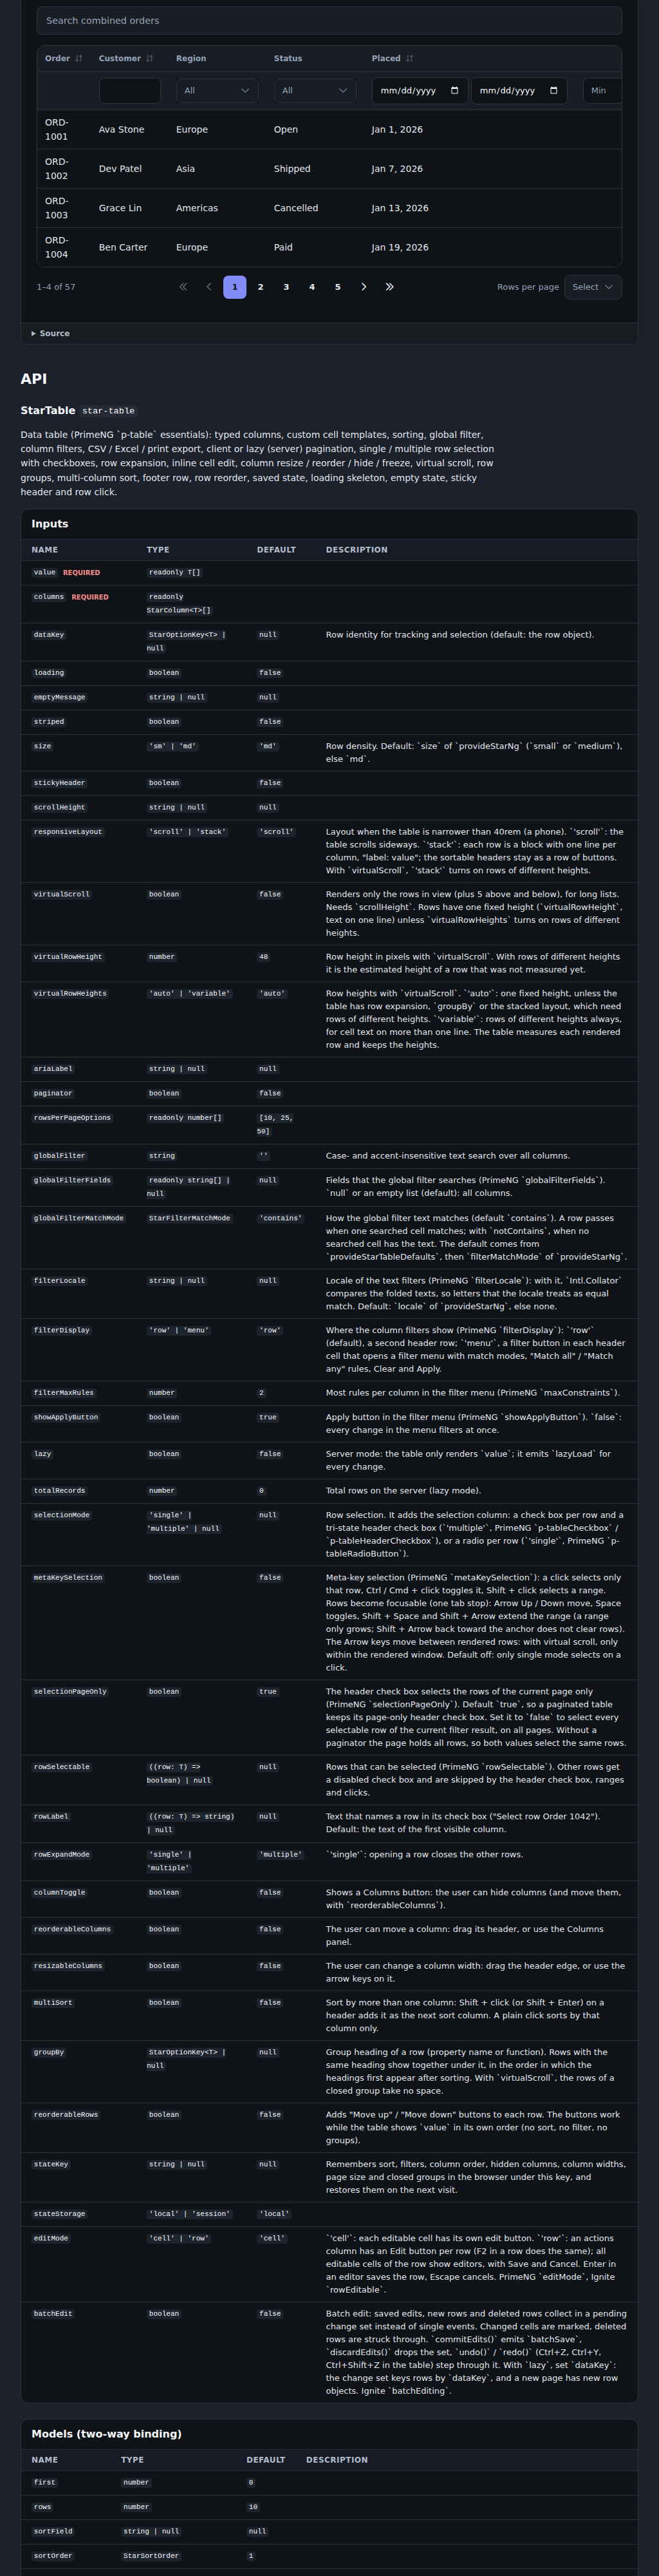 Search combined orders
Order Customer Region Status Placed
All All mm/dd/yyyy mm/dd/yyyy Min
ORD-
1001
Ava Stone Europe Open Jan 1, 2026
ORD-
1002
Dev Patel Asia Shipped Jan 7, 2026
ORD-
1003
Grace Lin Americas Cancelled Jan 13, 2026
ORD-
1004
Ben Carter Europe Paid Jan 19, 2026
1–4 of 57 1 2 3 4 5 Rows per page Select
Source
API
StarTable star-table
Data table (PrimeNG `p-table` essentials): typed columns, custom cell templates, sorting, global filter,
column filters, CSV / Excel / print export, client or lazy (server) pagination, single / multiple row selection
with checkboxes, row expansion, inline cell edit, column resize / reorder / hide / freeze, virtual scroll, row
groups, multi-column sort, footer row, row reorder, saved state, loading skeleton, empty state, sticky
header and row click.
Inputs
NAME TYPE DEFAULT DESCRIPTION
value REQUIRED readonly T[]
columns REQUIRED readonly
StarColumn<T>[]
dataKey StarOptionKey<T> |
null
null Row identity for tracking and selection (default: the row object).
loading boolean false
emptyMessage string | null null
striped boolean false
size 'sm' | 'md' 'md' Row density. Default: `size` of `provideStarNg` (`small` or `medium`),
else `md`.
stickyHeader boolean false
scrollHeight string | null null
responsiveLayout 'scroll' | 'stack' 'scroll' Layout when the table is narrower than 40rem (a phone). `'scroll'`: the
table scrolls sideways. `'stack'`: each row is a block with one line per
column, "label: value"; the sortable headers stay as a row of buttons.
With `virtualScroll`, `'stack'` turns on rows of different heights.
virtualScroll boolean false Renders only the rows in view (plus 5 above and below), for long lists.
Needs `scrollHeight`. Rows have one fixed height (`virtualRowHeight`,
text on one line) unless `virtualRowHeights` turns on rows of different
heights.
virtualRowHeight number 48 Row height in pixels with `virtualScroll`. With rows of different heights
it is the estimated height of a row that was not measured yet.
virtualRowHeights 'auto' | 'variable' 'auto' Row heights with `virtualScroll`. `'auto'`: one fixed height, unless the
table has row expansion, `groupBy` or the stacked layout, which need
rows of different heights. `'variable'`: rows of different heights always,
for cell text on more than one line. The table measures each rendered
row and keeps the heights.
ariaLabel string | null null
paginator boolean false
rowsPerPageOptions readonly number[] [10, 25,
50]
globalFilter string '' Case- and accent-insensitive text search over all columns.
globalFilterFields readonly string[] |
null
null Fields that the global filter searches (PrimeNG `globalFilterFields`).
`null` or an empty list (default): all columns.
globalFilterMatchMode StarFilterMatchMode 'contains' How the global filter text matches (default `contains`). A row passes
when one searched cell matches; with `notContains`, when no
searched cell has the text. The default comes from
`provideStarTableDefaults`, then `filterMatchMode` of `provideStarNg`.
filterLocale string | null null Locale of the text filters (PrimeNG `filterLocale`): with it, `Intl.Collator`
compares the folded texts, so letters that the locale treats as equal
match. Default: `locale` of `provideStarNg`, else none.
filterDisplay 'row' | 'menu' 'row' Where the column filters show (PrimeNG `filterDisplay`): `'row'`
(default), a second header row; `'menu'`, a filter button in each header
cell that opens a filter menu with match modes, "Match all" / "Match
any" rules, Clear and Apply.
filterMaxRules number 2 Most rules per column in the filter menu (PrimeNG `maxConstraints`).
showApplyButton boolean true Apply button in the filter menu (PrimeNG `showApplyButton`). `false`:
every change in the menu filters at once.
lazy boolean false Server mode: the table only renders `value`; it emits `lazyLoad` for
every change.
totalRecords number 0 Total rows on the server (lazy mode).
selectionMode 'single' |
'multiple' | null
null Row selection. It adds the selection column: a check box per row and a
tri-state header check box (`'multiple'`, PrimeNG `p-tableCheckbox` /
`p-tableHeaderCheckbox`), or a radio per row (`'single'`, PrimeNG `p-
tableRadioButton`).
metaKeySelection boolean false Meta-key selection (PrimeNG `metaKeySelection`): a click selects only
that row, Ctrl / Cmd + click toggles it, Shift + click selects a range.
Rows become focusable (one tab stop): Arrow Up / Down move, Space
toggles, Shift + Space and Shift + Arrow extend the range (a range
only grows; Shift + Arrow back toward the anchor does not clear rows).
The Arrow keys move between rendered rows: with virtual scroll, only
within the rendered window. Default off: only single mode selects on a
click.
selectionPageOnly boolean true The header check box selects the rows of the current page only
(PrimeNG `selectionPageOnly`). Default `true`, so a paginated table
keeps its page-only header check box. Set it to `false` to select every
selectable row of the current filter result, on all pages. Without a
paginator the page holds all rows, so both values select the same rows.
rowSelectable ((row: T) =>
boolean) | null
null Rows that can be selected (PrimeNG `rowSelectable`). Other rows get
a disabled check box and are skipped by the header check box, ranges
and clicks.
rowLabel ((row: T) => string)
| null
null Text that names a row in its check box ("Select row Order 1042").
Default: the text of the first visible column.
rowExpandMode 'single' |
'multiple'
'multiple' `'single'`: opening a row closes the other rows.
columnToggle boolean false Shows a Columns button: the user can hide columns (and move them,
with `reorderableColumns`).
reorderableColumns boolean false The user can move a column: drag its header, or use the Columns
panel.
resizableColumns boolean false The user can change a column width: drag the header edge, or use the
arrow keys on it.
multiSort boolean false Sort by more than one column: Shift + click (or Shift + Enter) on a
header adds it as the next sort column. A plain click sorts by that
column only.
groupBy StarOptionKey<T> |
null
null Group heading of a row (property name or function). Rows with the
same heading show together under it, in the order in which the
headings first appear after sorting. With `virtualScroll`, the rows of a
closed group take no space.
reorderableRows boolean false Adds "Move up" / "Move down" buttons to each row. The buttons work
while the table shows `value` in its own order (no sort, no filter, no
groups).
stateKey string | null null Remembers sort, filters, column order, hidden columns, column widths,
page size and closed groups in the browser under this key, and
restores them on the next visit.
stateStorage 'local' | 'session' 'local'
editMode 'cell' | 'row' 'cell' `'cell'`: each editable cell has its own edit button. `'row'`: an actions
column has an Edit button per row (F2 in a row does the same); all
editable cells of the row show editors, with Save and Cancel. Enter in
an editor saves the row, Escape cancels. PrimeNG `editMode`, Ignite
`rowEditable`.
batchEdit boolean false Batch edit: saved edits, new rows and deleted rows collect in a pending
change set instead of single events. Changed cells are marked, deleted
rows are struck through. `commitEdits()` emits `batchSave`,
`discardEdits()` drops the set, `undo()` / `redo()` (Ctrl+Z, Ctrl+Y,
Ctrl+Shift+Z in the table) step through it. With `lazy`, set `dataKey`:
the change set keys rows by `dataKey`, and a new page has new row
objects. Ignite `batchEditing`.
Models (two-way binding)
NAME TYPE DEFAULT DESCRIPTION
first number 0
rows number 10
sortField string | null null
sortOrder StarSortOrder 1